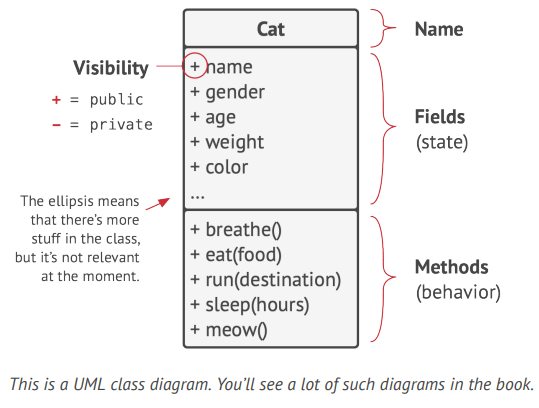 Cat
Name
Visibility
+ = public
– = private
+ name
+ gender
+ age
+ weight
+ color
...
Fields
(state)
The ellipsis means
that there’s more
stuff in the class,
but it’s not relevant
at the moment.
+ breathe()
+ eat(food)
+ run(destination)
+ sleep(hours)
+ meow()
Methods
(behavior)
This is a UML class diagram. You’ll see a lot of such diagrams in the book.